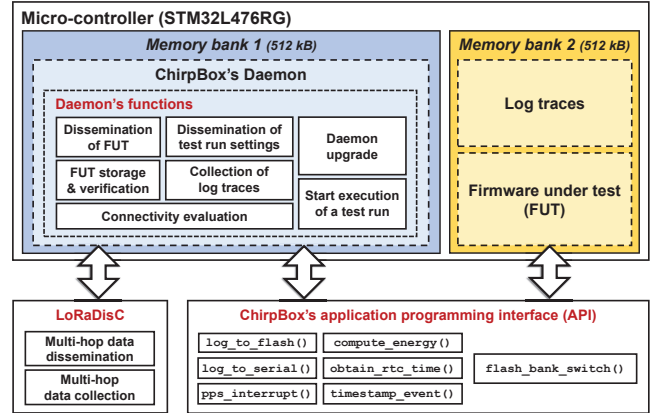 Micro-controller (STM32L476RG)
Memory bank 1 (512 kB)
ChirpBox's Daemon
Daemon's functions
Dissemination
of FUT
Dissemination of
test run settings
Daemon
upgrade
FUT storage
& verification
Collection of
log traces
Start execution
of a test run
Connectivity evaluation
Memory bank 2 (512 kB)
Log traces
Firmware under test
(FUT)
LoRaDisC
Multi-hop data
dissemination
Multi-hop
data collection
ChirpBox's application programming interface (API)
log_to_flash()
compute_energy()
log_to_serial()
obtain_rtc_time()
flash_bank_switch()
pps_interrupt()
timestamp_event()